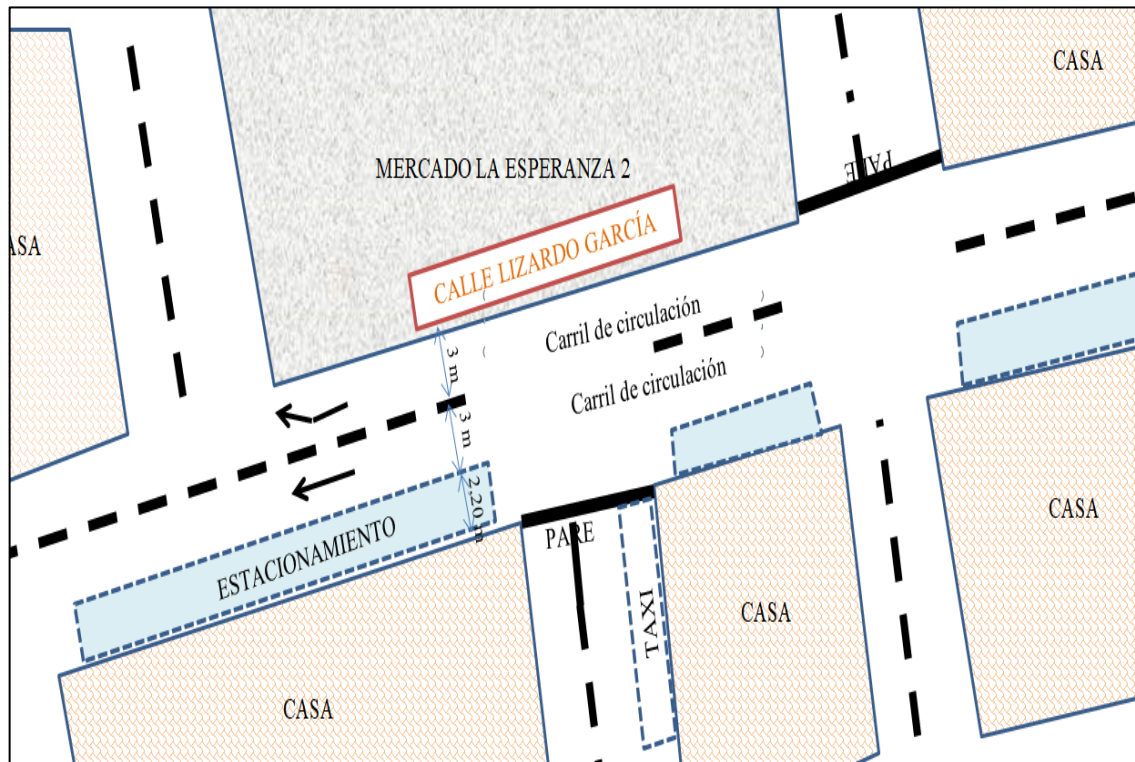 CASA
MERCADO LA ESPERANZA 2
PARE
ASA
CALLE LIZARDO GARCÍA
Carril de circulación
3 m
Carril de circulación
3 m
2,20 m
ESTACIONAMIENTO
PARE
TAXI
CASA
CASA
CASA